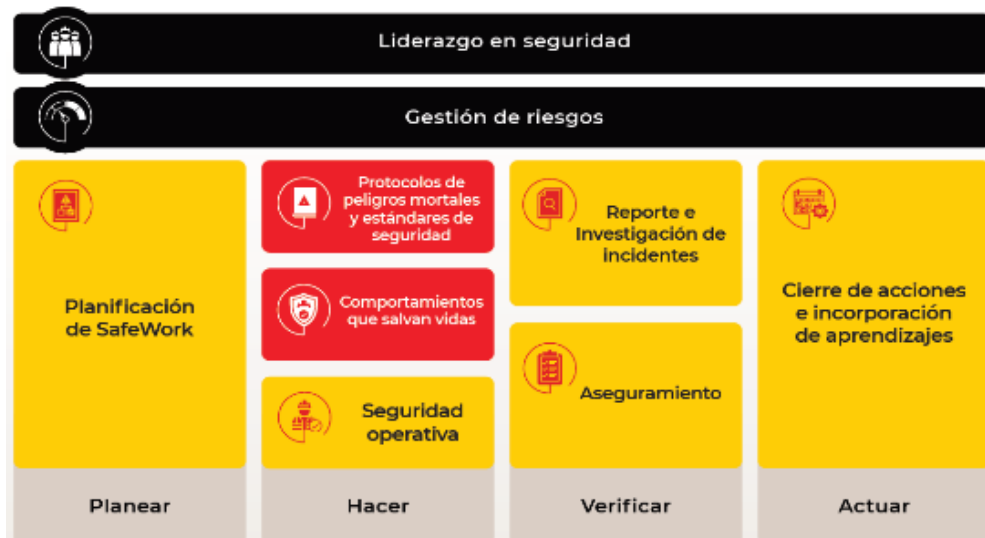 Liderazgo en seguridad
Gestión de riesgos
Planificación
de SafeWork
Protocolos de
peligros mortales
y estándares de
seguridad
Comportamientos
que salvan vidas
Seguridad
operativa
Reporte e
Investigación de
incidentes
Aseguramiento
Cierre de acciones
e incorporación
de aprendizajes
Planear
Hacer
Verificar
Actuar